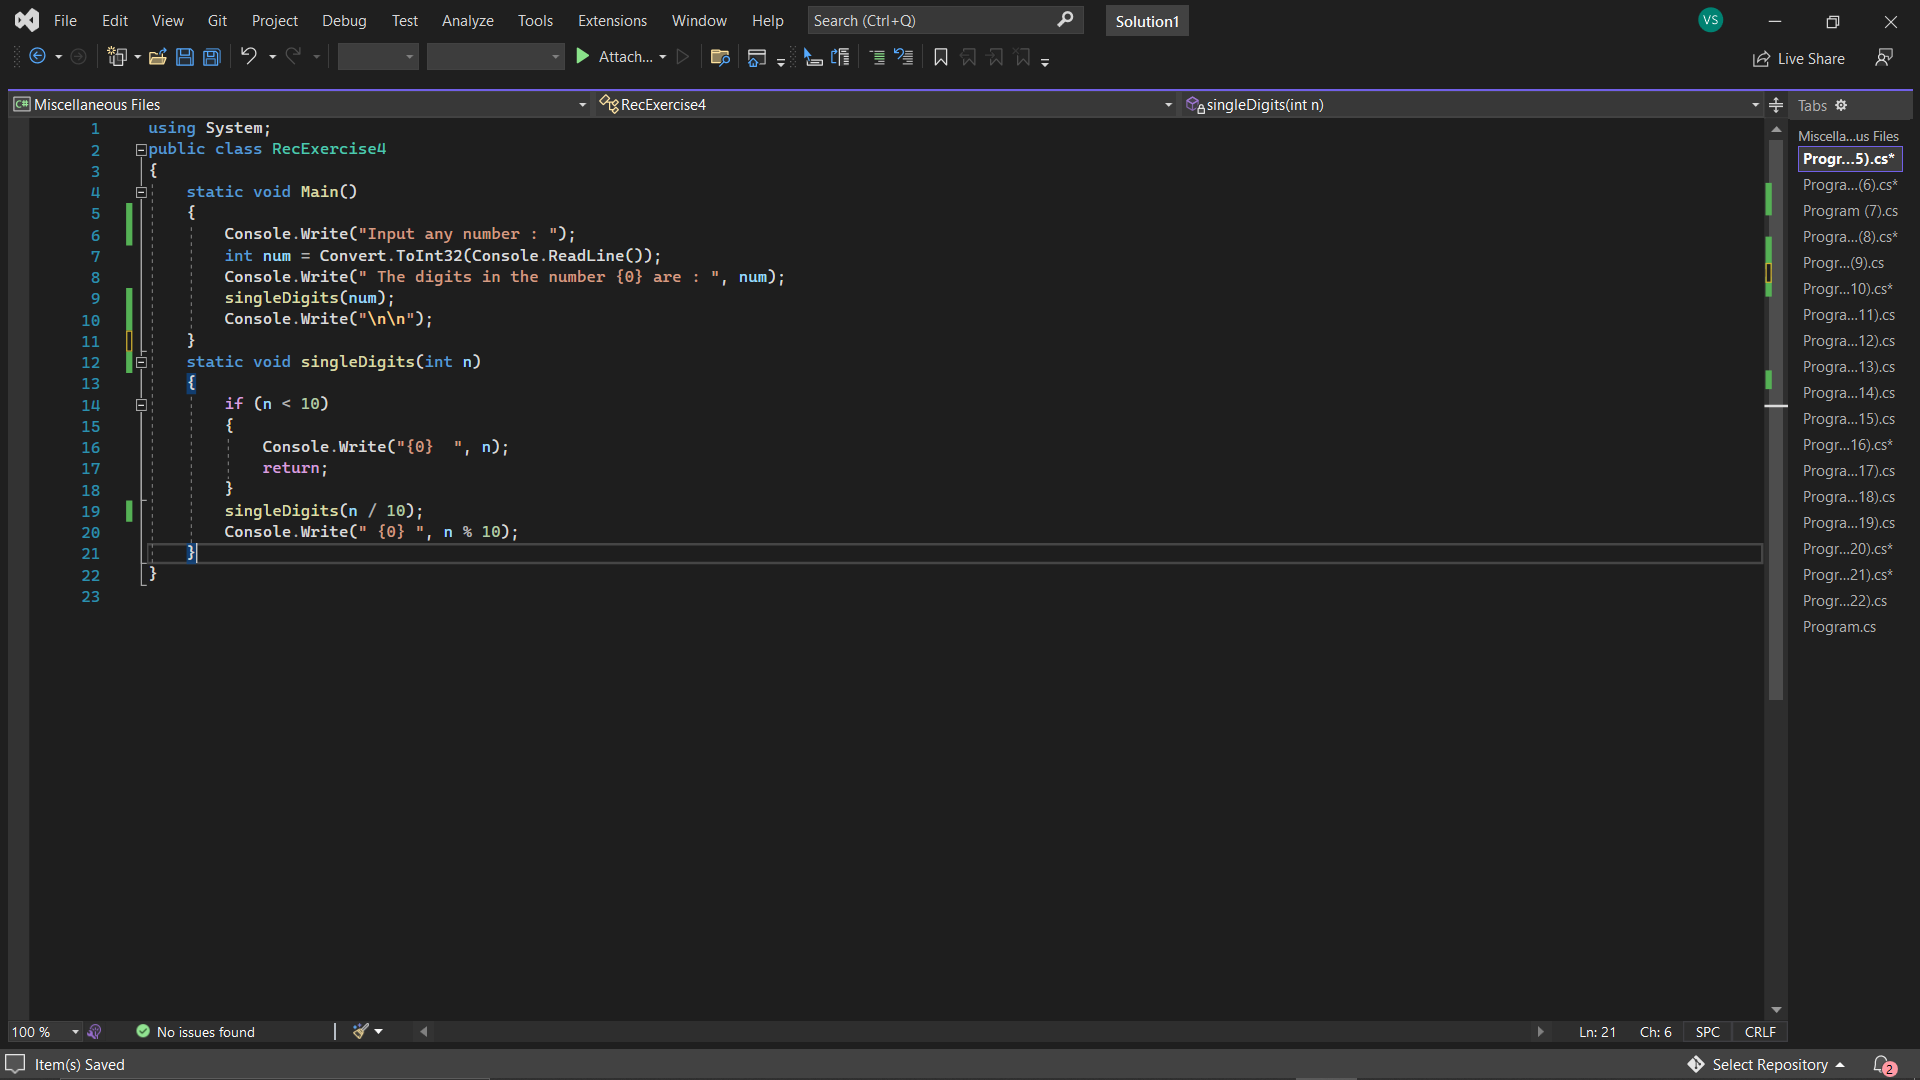 File Edit View Git Project Debug Test Analyze Tools Extensions Window Help Search (Ctrl+Q) Solution1 VS
Attach... Live Share
Miscellaneous Files RecExercise4 singleDigits(int n) Tabs
1 using System;
2 public class RecExercise4
3 {
4 static void Main()
5 {
6 Console.Write("Input any number : ");
7 int num = Convert.ToInt32(Console.ReadLine());
8 Console.Write(" The digits in the number {0} are : ", num);
9 singleDigits(num);
10 Console.Write("\n\n");
11 }
12 static void singleDigits(int n)
13 {
14 if (n < 10)
15 {
16 Console.Write("{0}  ", n);
17 return;
18 }
19 singleDigits(n / 10);
20 Console.Write(" {0} ", n % 10);
21 }
22 }
23
Miscella...us Files
Progr...5).cs*
Progra...(6).cs*
Program (7).cs
Progra...(8).cs*
Progr...(9).cs
Progr...10).cs*
Progra...11).cs
Progra...12).cs
Progra...13).cs
Progra...14).cs
Progra...15).cs
Progr...16).cs*
Progra...17).cs
Progra...18).cs
Progra...19).cs
Progr...20).cs*
Progr...21).cs*
Progr...22).cs
Program.cs
100 % No issues found Ln: 21 Ch: 6 SPC CRLF
Item(s) Saved Select Repository 2